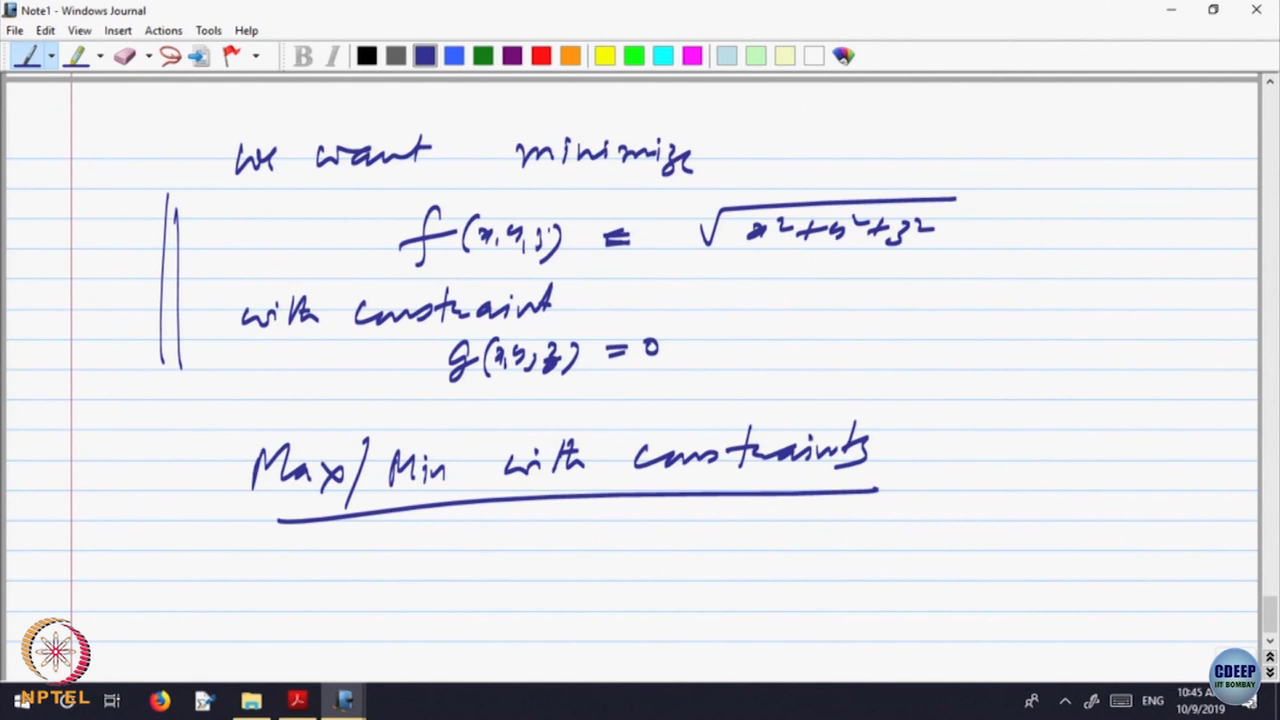 Note1 - Windows Journal
File Edit View Insert Actions Tools Help
B I
We want minimize
f(x,y,z) = √x²+y²+z²
with constraint
g(x,y,z) = 0
Max/Min with constraints
NPTEL
CDEEP
IIT BOMBAY
ENG
10:45 A
10/9/2019